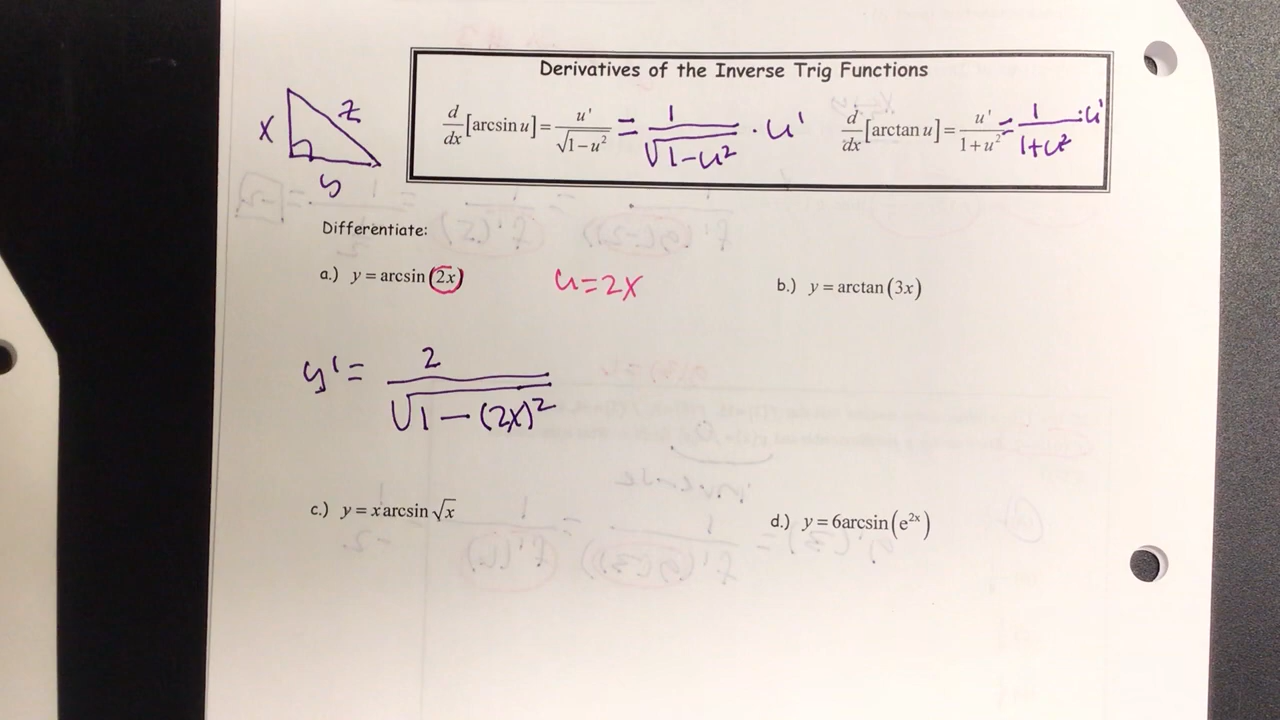 Derivatives of the Inverse Trig Functions
d/dx [arcsin u] = u'/√(1−u²) = 1/√(1−u²) · u'
d/dx [arctan u] = u'/(1+u²) = 1/(1+u²) · u'
x
z
y
Differentiate:
a.) y = arcsin (2x)
u=2x
b.) y = arctan (3x)
y' = 2/√(1−(2x)²)
inverse
c.) y = x arcsin √x
d.) y = 6arcsin(e^{2x})